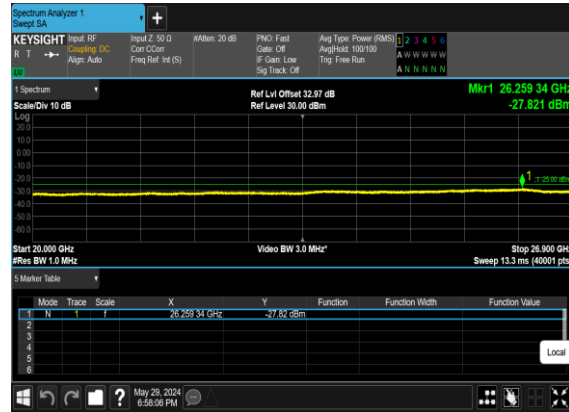 Spectrum Analyzer 1
Swept SA
+
KEYSIGHT Input: RF Input Z: 50 Ω #Atten: 20 dB PNO: Fast Avg Type: Power (RMS) 1 2 3 4 5 6
R T Coupling: DC Corr CCorr Gate: Off Avg|Hold: 100/100 A W W W W W
Align: Auto Freq Ref: Int (S) IF Gain: Low Trig: Free Run
LW Sig Track: Off A N N N N N
1 Spectrum Ref Lvl Offset 32.97 dB Mkr1 26.259 34 GHz
Scale/Div 10 dB Ref Level 30.00 dBm -27.821 dBm
Log
20.0
10.0
0.00
-10.0
-20.0
1
-30.0
-40.0
-50.0
-60.0
Start 20.000 GHz Video BW 3.0 MHz* Stop 26.900 GHz
#Res BW 1.0 MHz Sweep 13.3 ms (40001 pts
5 Marker Table
Mode Trace Scale X Y Function Function Width Function Value
1 N 1 f 26.259 34 GHz -27.82 dBm
2
3
4
5
6
Local
? May 29, 2024
6:58:06 PM